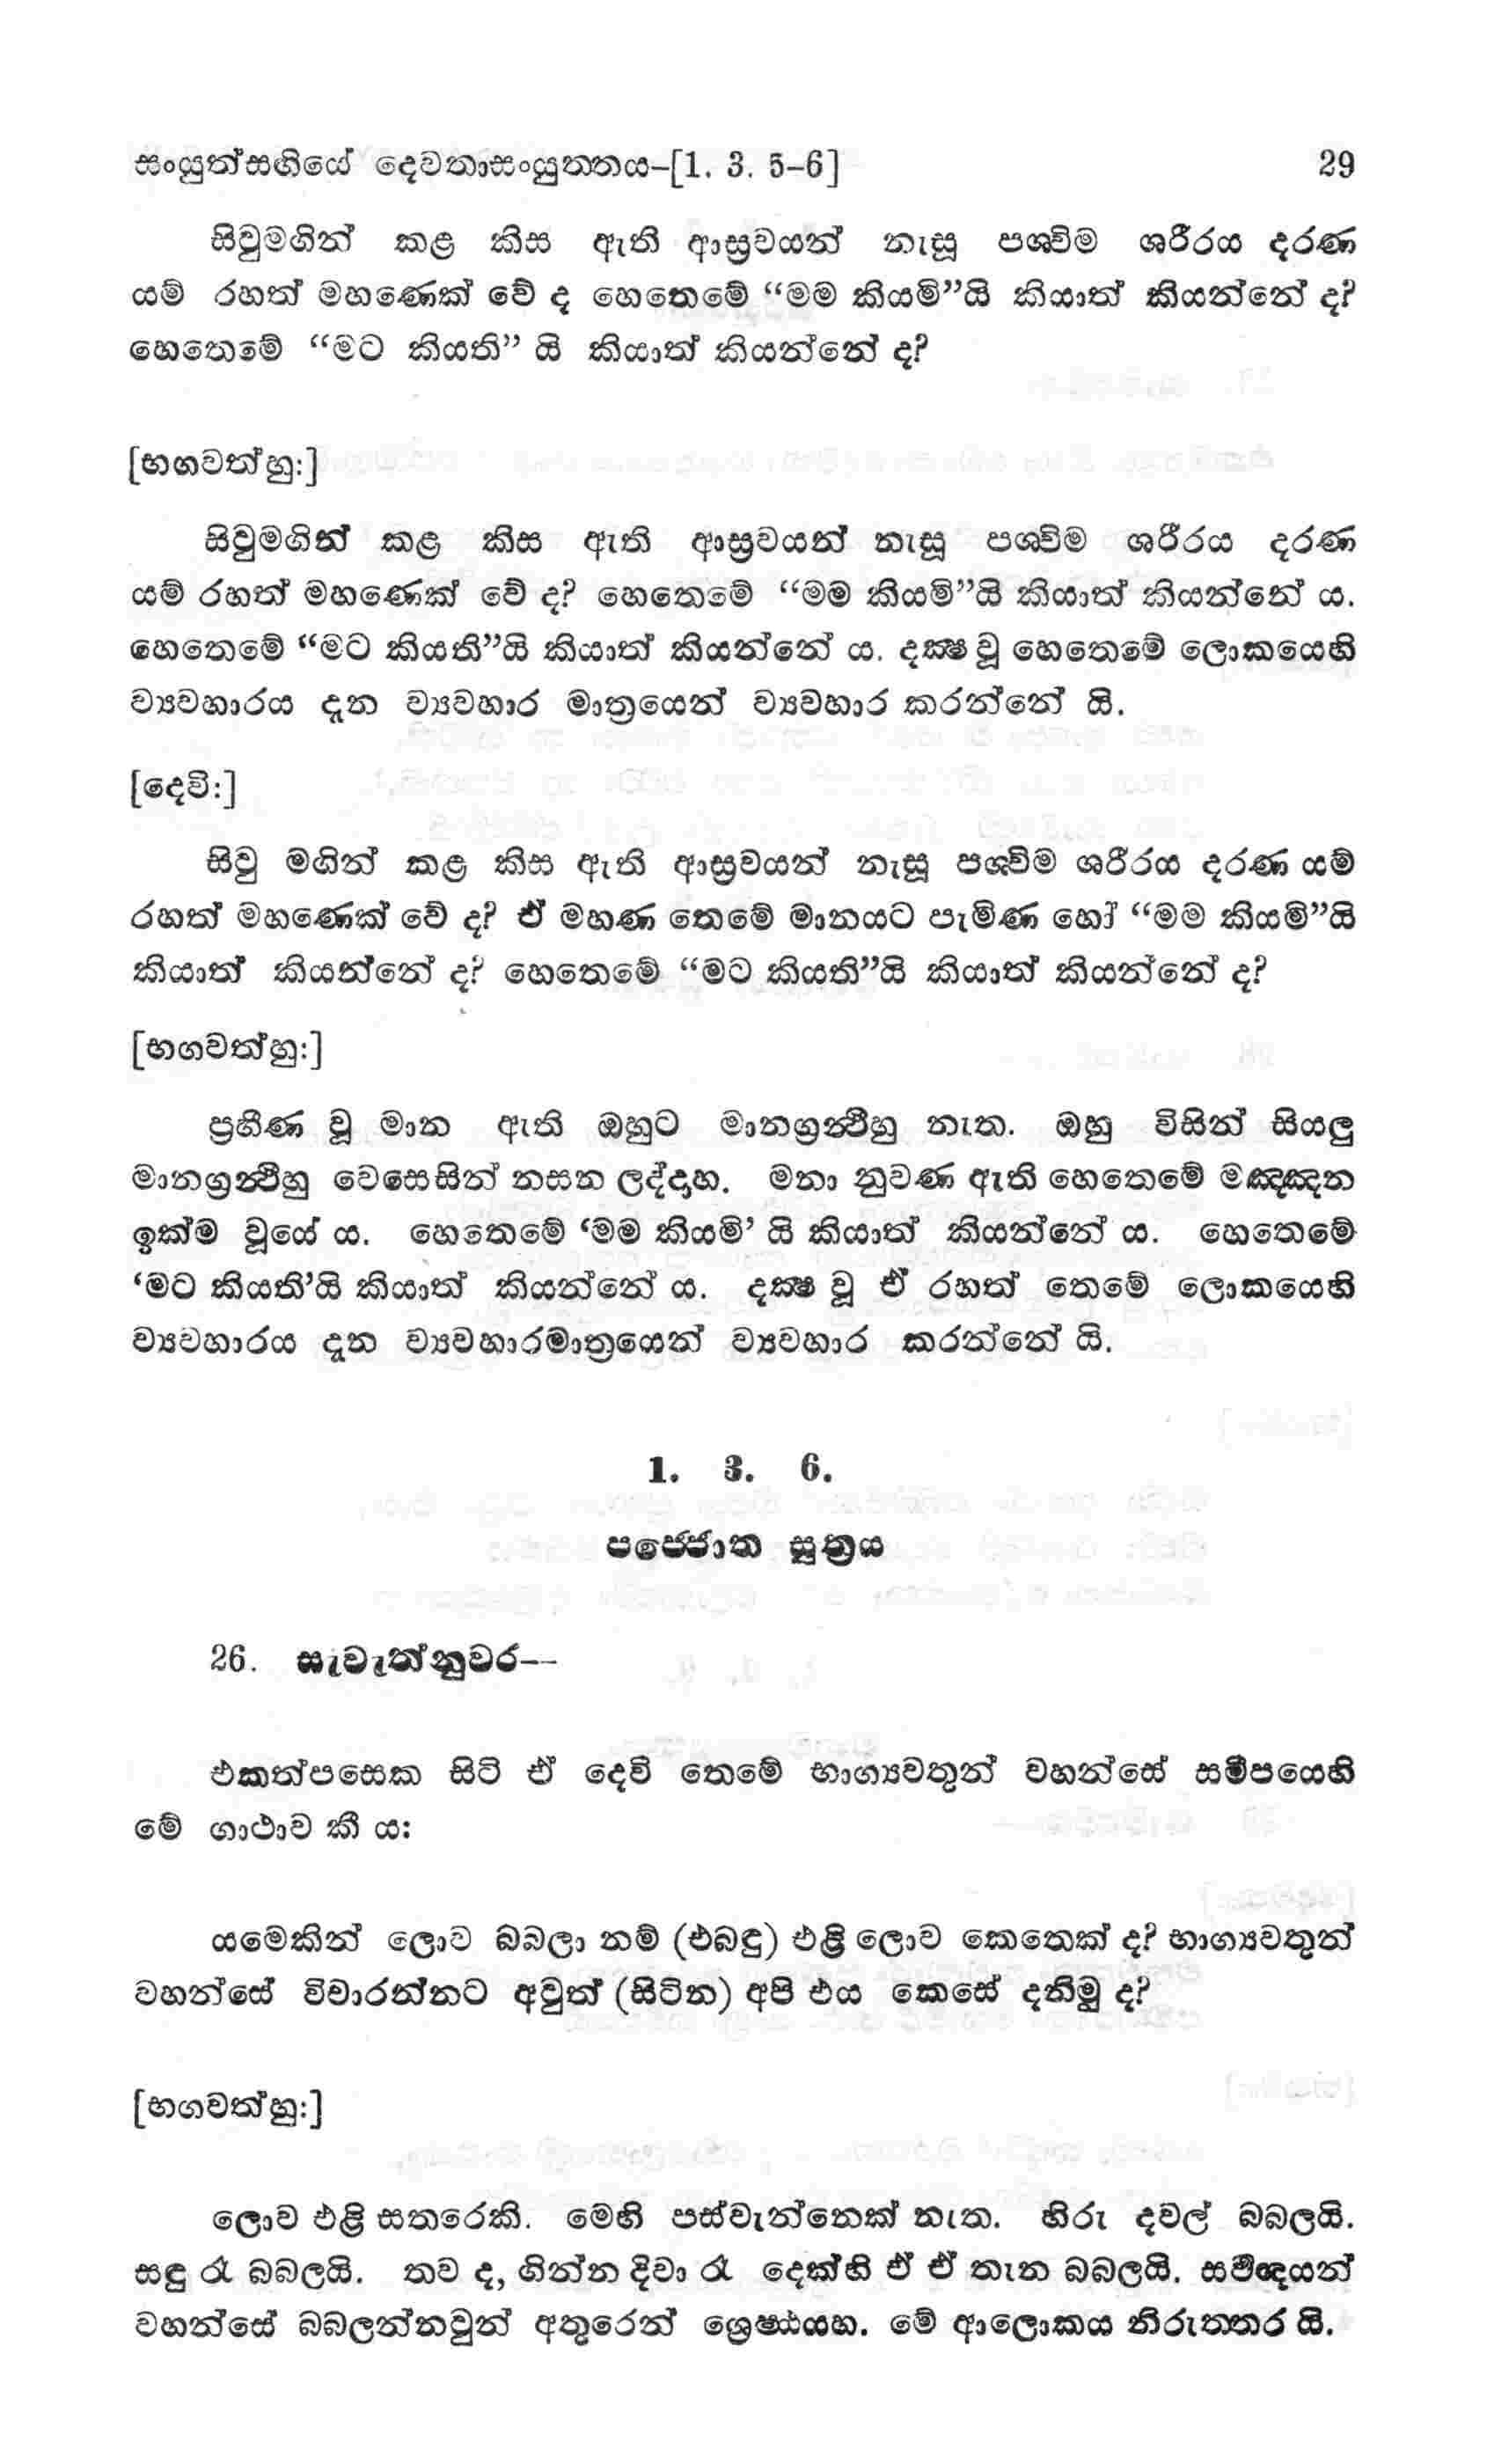 සංයුත්සඟියේ දෙවතාසංයුත්තය–[1. 3. 5–6] 29
සිවුමගින් කළ කිස ඇති ආස්‍රවයන් නැසූ පශ්චිම ශරීරය දරණ
යම් රහත් මහණෙක් වේ ද හෙතෙමේ “මම කියමි”යි කියාත් කියන්නේ ද?
හෙතෙමේ “මට කියති” යි කියාත් කියන්නේ ද?
[භගවත්හු:]
සිවුමගින් කළ කිස ඇති ආස්‍රවයන් නැසූ පශ්චිම ශරීරය දරණ
යම් රහත් මහණෙක් වේ ද? හෙතෙමේ “මම කියමි”යි කියාත් කියන්නේ ය.
හෙතෙමේ “මට කියති”යි කියාත් කියන්නේ ය. දක්‍ෂ වූ හෙතෙමේ ලොකයෙහි
ව්‍යවහාරය දැන ව්‍යවහාර මාත්‍රයෙන් ව්‍යවහාර කරන්නේ යි.
[දෙවි:]
සිවු මගින් කළ කිස ඇති ආස්‍රවයන් නැසූ පශ්චිම ශරීරය දරණ යම්
රහත් මහණෙක් වේ ද? ඒ මහණ තෙමේ මානයට පැමිණ හෝ “මම කියමි”යි
කියාත් කියන්නේ ද? හෙතෙමේ “මට කියති”යි කියාත් කියන්නේ ද?
[භගවත්හු:]
ප්‍රහීණ වූ මාන ඇති ඔහුට මානග්‍රන්‍ථීහු නැත. ඔහු විසින් සියලු
මානග්‍රන්‍ථීහු වෙසෙසින් නසන ලද්දාහ. මනා නුවණ ඇති හෙතෙමේ මඤ්ඤන
ඉක්ම වූයේ ය. හෙතෙමේ ‘මම කියමි’ යි කියාත් කියන්නේ ය. හෙතෙමේ
‘මට කියති’යි කියාත් කියන්නේ ය. දක්‍ෂ වූ ඒ රහත් තෙමේ ලොකයෙහි
ව්‍යවහාරය දැන ව්‍යවහාරමාත්‍රයෙන් ව්‍යවහාර කරන්නේ යි.
1. 3. 6.
පජ්ජොත සූත්‍රය
26. සැවැත්නුවර—
එකත්පසෙක සිටි ඒ දෙවි තෙමේ භාග්‍යවතුන් වහන්සේ සමීපයෙහි
මේ ගාථාව කී ය:
යමෙකින් ලොව බබලා නම් (එබඳු) එළි ලොව කෙතෙක් ද? භාග්‍යවතුන්
වහන්සේ විචාරන්නට අවුත් (සිටින) අපි එය කෙසේ දනිමු ද?
[භගවත්හු:]
ලොව එළි සතරෙකි. මෙහි පස්වැන්නෙක් නැත. හිරු දවල් බබලයි.
සඳු රෑ බබලයි. තව ද, ගින්න දිවා රෑ දෙක්හි ඒ ඒ තැන බබලයි. සම්බුද්‍ධයන්
වහන්සේ බබලන්නවුන් අතුරෙන් ශ්‍රෙෂ්ඨයහ. මේ ආලොකය නිරුත්තර යි.